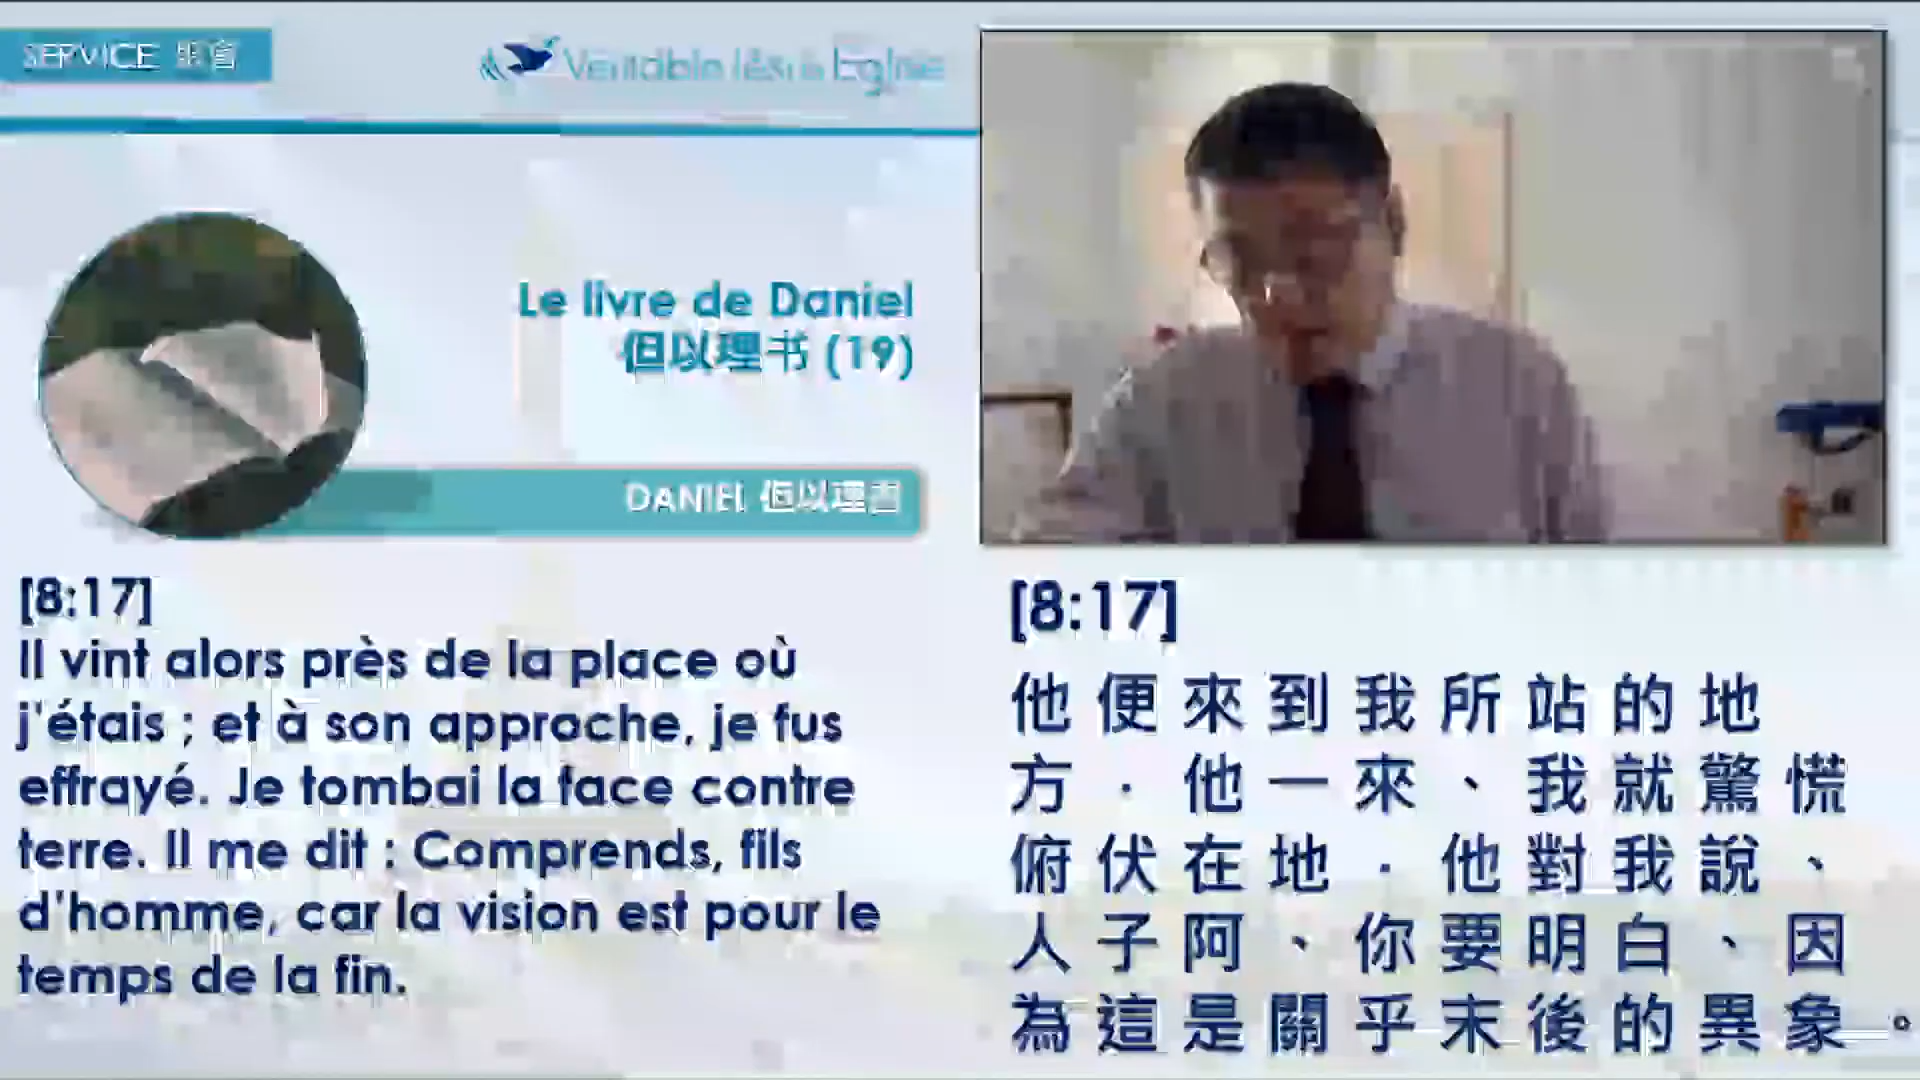 SERVICE 聚會
Véritable Jésus Eglise
Le livre de Daniel
但以理书 (19)
DANIEL 但以理書
[8:17]
Il vint alors près de la place où
j'étais ; et à son approche, je fus
effrayé. Je tombai la face contre
terre. Il me dit : Comprends, fils
d'homme, car la vision est pour le
temps de la fin.
[8:17]
他便來到我所站的地
方．他一來、我就驚慌
俯伏在地．他對我說、
人子阿、你要明白、因
為這是關乎末後的異象。